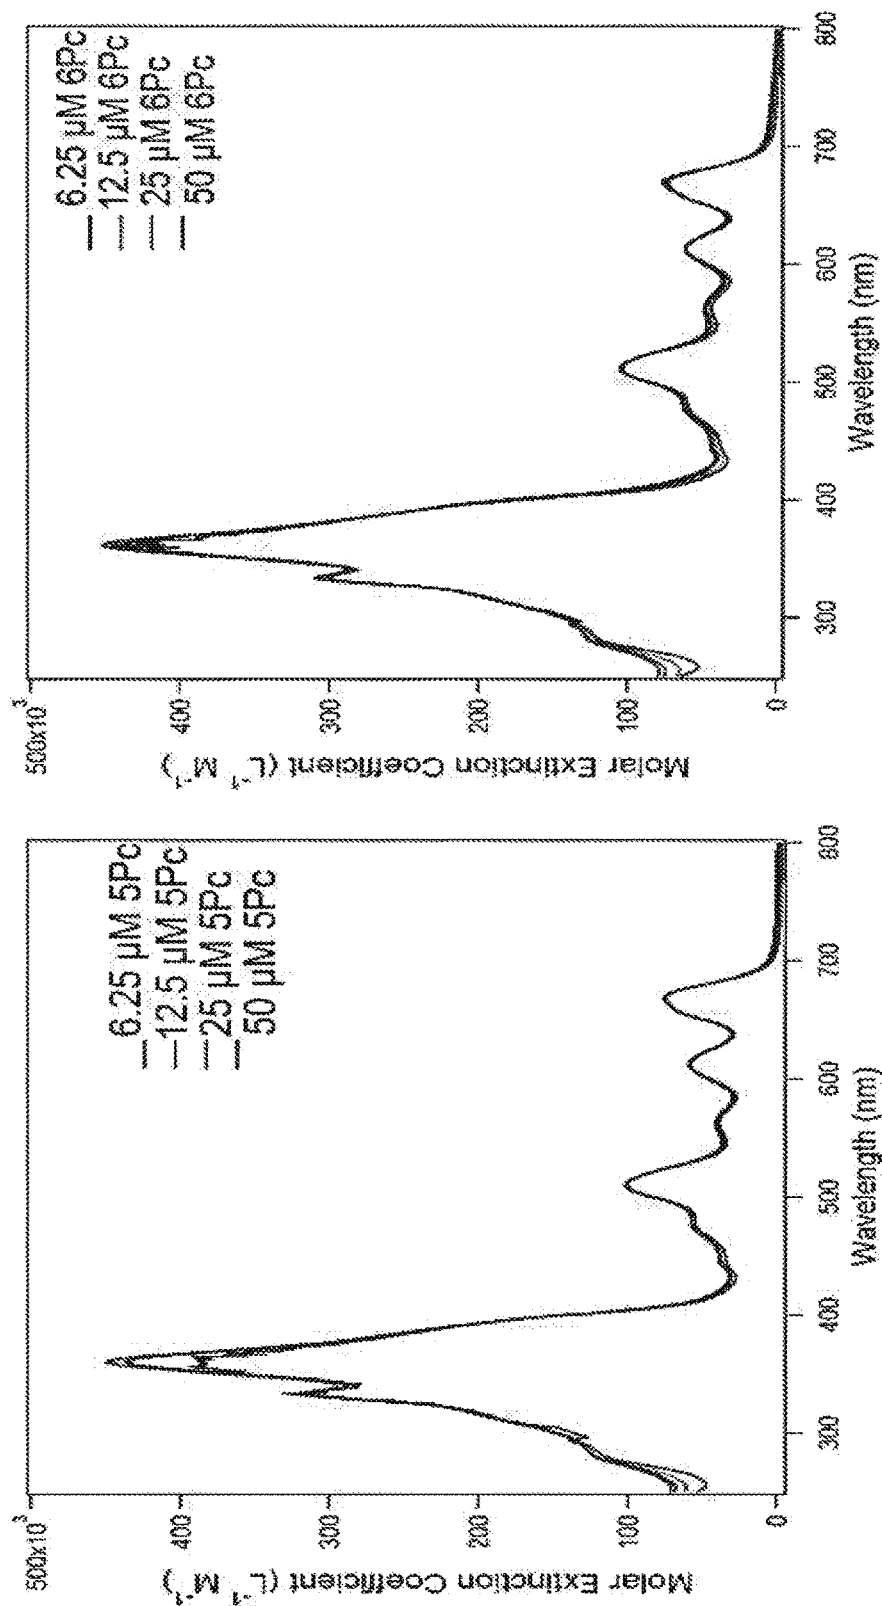 500x10³
400
300
200
100
0
Molar Extinction Coefficient (L⁻¹ M⁻¹)
6.25 µM 5Pc
12.5 µM 5Pc
25 µM 5Pc
50 µM 5Pc
300
400
500
600
700
800
Wavelength (nm)
500x10³
400
300
200
100
0
Molar Extinction Coefficient (L⁻¹ M⁻¹)
6.25 µM 6Pc
12.5 µM 6Pc
25 µM 6Pc
50 µM 6Pc
300
400
500
600
700
800
Wavelength (nm)